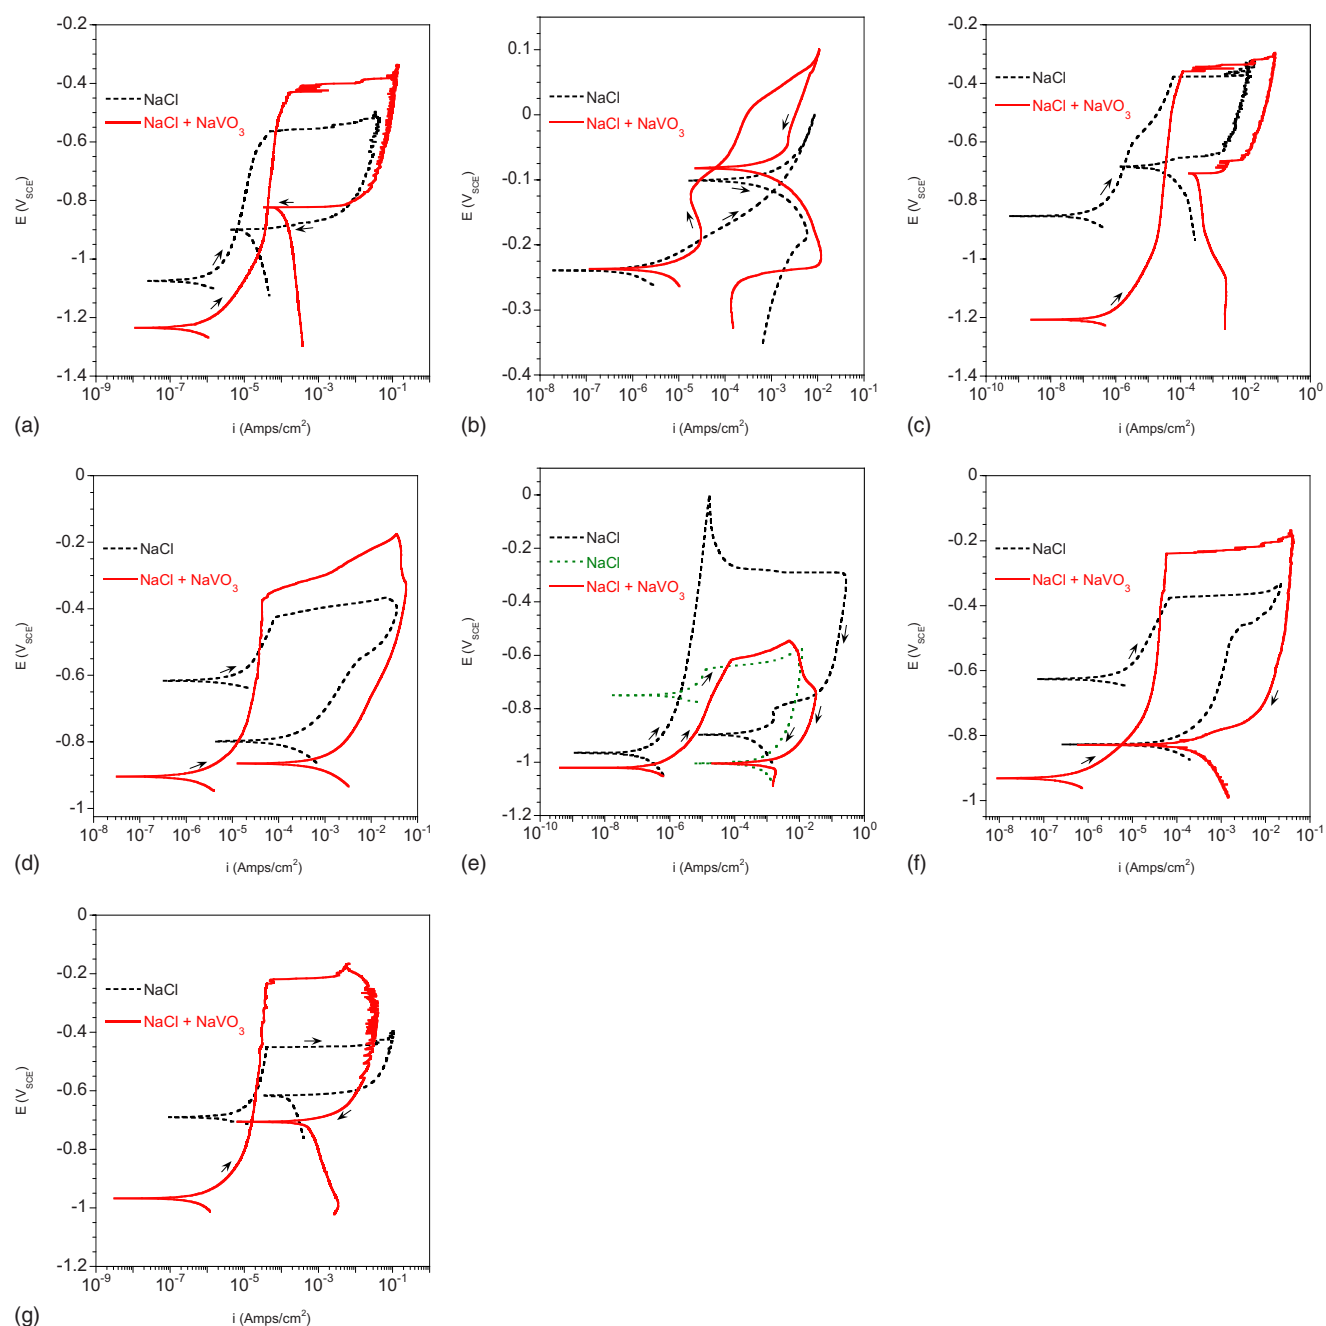 -0.2
-0.4
-0.6
-0.8
-1
-1.2
-1.4
E (V_SCE)
NaCl
NaCl + NaVO₃
10⁻⁹ 10⁻⁷ 10⁻⁵ 10⁻³ 10⁻¹
i (Amps/cm²)
(a)
0.1
0
-0.1
-0.2
-0.3
-0.4
E (V_SCE)
NaCl
NaCl + NaVO₃
10⁻⁸ 10⁻⁷ 10⁻⁶ 10⁻⁵ 10⁻⁴ 10⁻³ 10⁻² 10⁻¹
i (Amps/cm²)
(b)
-0.2
-0.4
-0.6
-0.8
-1
-1.2
-1.4
E (V_SCE)
NaCl
NaCl + NaVO₃
10⁻¹⁰ 10⁻⁸ 10⁻⁶ 10⁻⁴ 10⁻² 10⁰
i (Amps/cm²)
(c)
0
-0.2
-0.4
-0.6
-0.8
-1
E (V_SCE)
NaCl
NaCl + NaVO₃
10⁻⁸ 10⁻⁷ 10⁻⁶ 10⁻⁵ 10⁻⁴ 10⁻³ 10⁻² 10⁻¹
i (Amps/cm²)
(d)
0
-0.2
-0.4
-0.6
-0.8
-1.0
-1.2
E (V_SCE)
NaCl
NaCl
NaCl + NaVO₃
10⁻¹⁰ 10⁻⁸ 10⁻⁶ 10⁻⁴ 10⁻² 10⁰
i (Amps/cm²)
(e)
0
-0.2
-0.4
-0.6
-0.8
-1
E (V_SCE)
NaCl
NaCl + NaVO₃
10⁻⁸ 10⁻⁷ 10⁻⁶ 10⁻⁵ 10⁻⁴ 10⁻³ 10⁻² 10⁻¹
i (Amps/cm²)
(f)
0
-0.2
-0.4
-0.6
-0.8
-1
-1.2
E (V_SCE)
NaCl
NaCl + NaVO₃
10⁻⁹ 10⁻⁷ 10⁻⁵ 10⁻³ 10⁻¹
i (Amps/cm²)
(g)